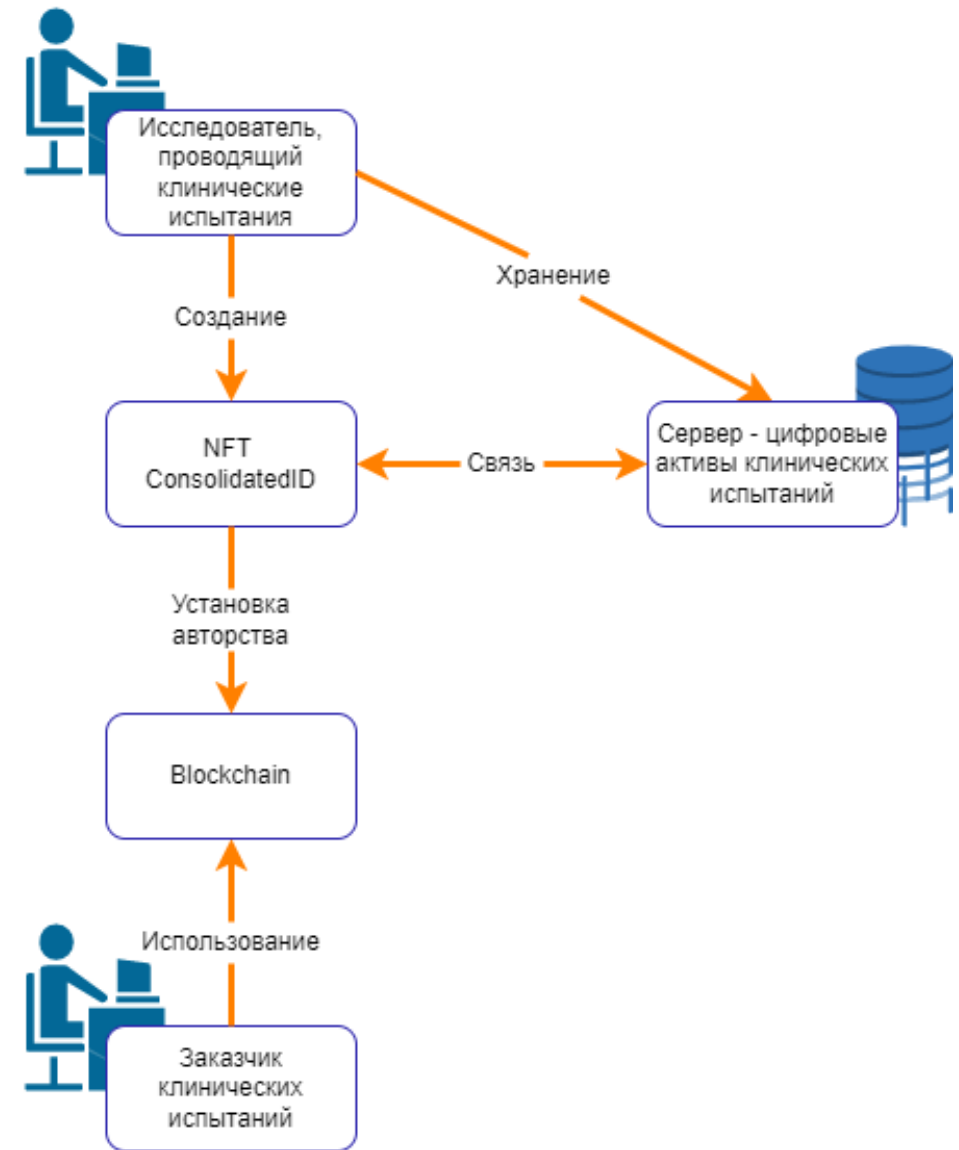 Исследователь,
проводящий
клинические
испытания
Хранение
Создание
NFT
ConsolidatedID
Связь
Сервер - цифровые
активы клинических
испытаний
Установка
авторства
Blockchain
Использование
Заказчик
клинических
испытаний